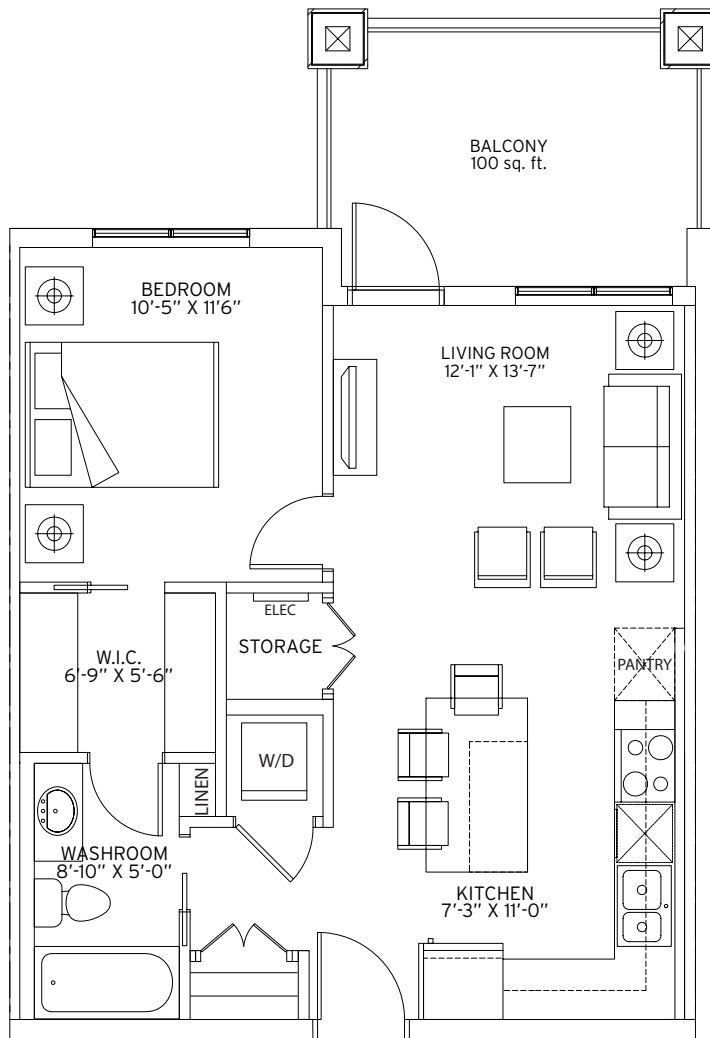 BALCONY
100 sq. ft.
BEDROOM
10'-5" X 11'6"
LIVING ROOM
12'-1" X 13'-7"
ELEC
STORAGE
W.I.C.
6'-9" X 5'-6"
PANTRY
W/D
LINEN
WASHROOM
8'-10" X 5'-0"
KITCHEN
7'-3" X 11'-0"